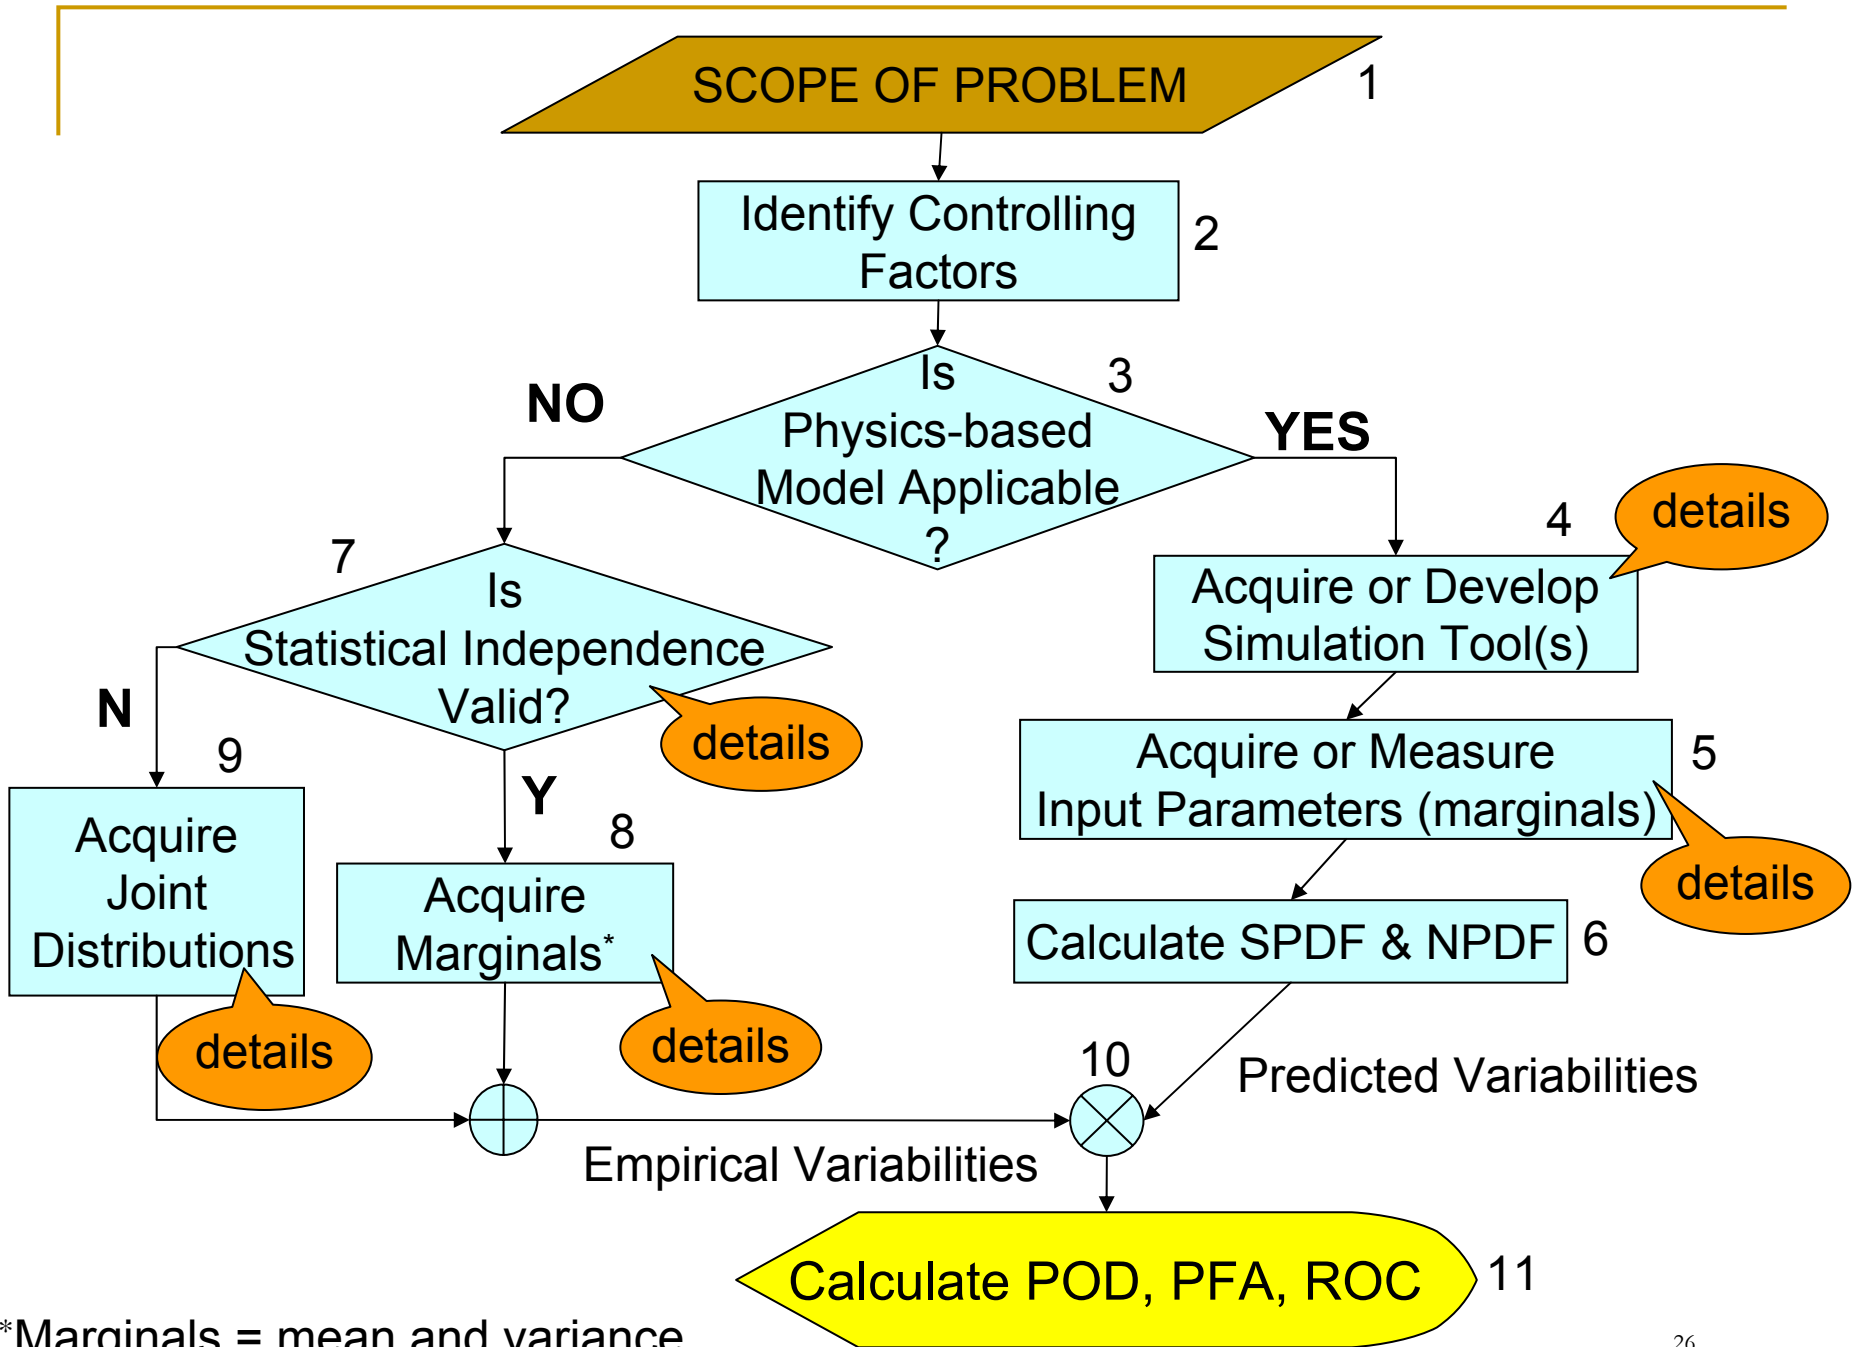 SCOPE OF PROBLEM
1
Identify Controlling
Factors
2
Is
Physics-based
Model Applicable
?
3
NO
YES
4
details
Acquire or Develop
Simulation Tool(s)
7
Is
Statistical Independence
Valid?
details
N
Y
Acquire or Measure
Input Parameters (marginals)
5
details
9
Acquire
Joint
Distributions
details
8
Acquire
Marginals*
details
Calculate SPDF & NPDF
6
10
Predicted Variabilities
Empirical Variabilities
Calculate POD, PFA, ROC
11
*Marginals = mean and variance
26